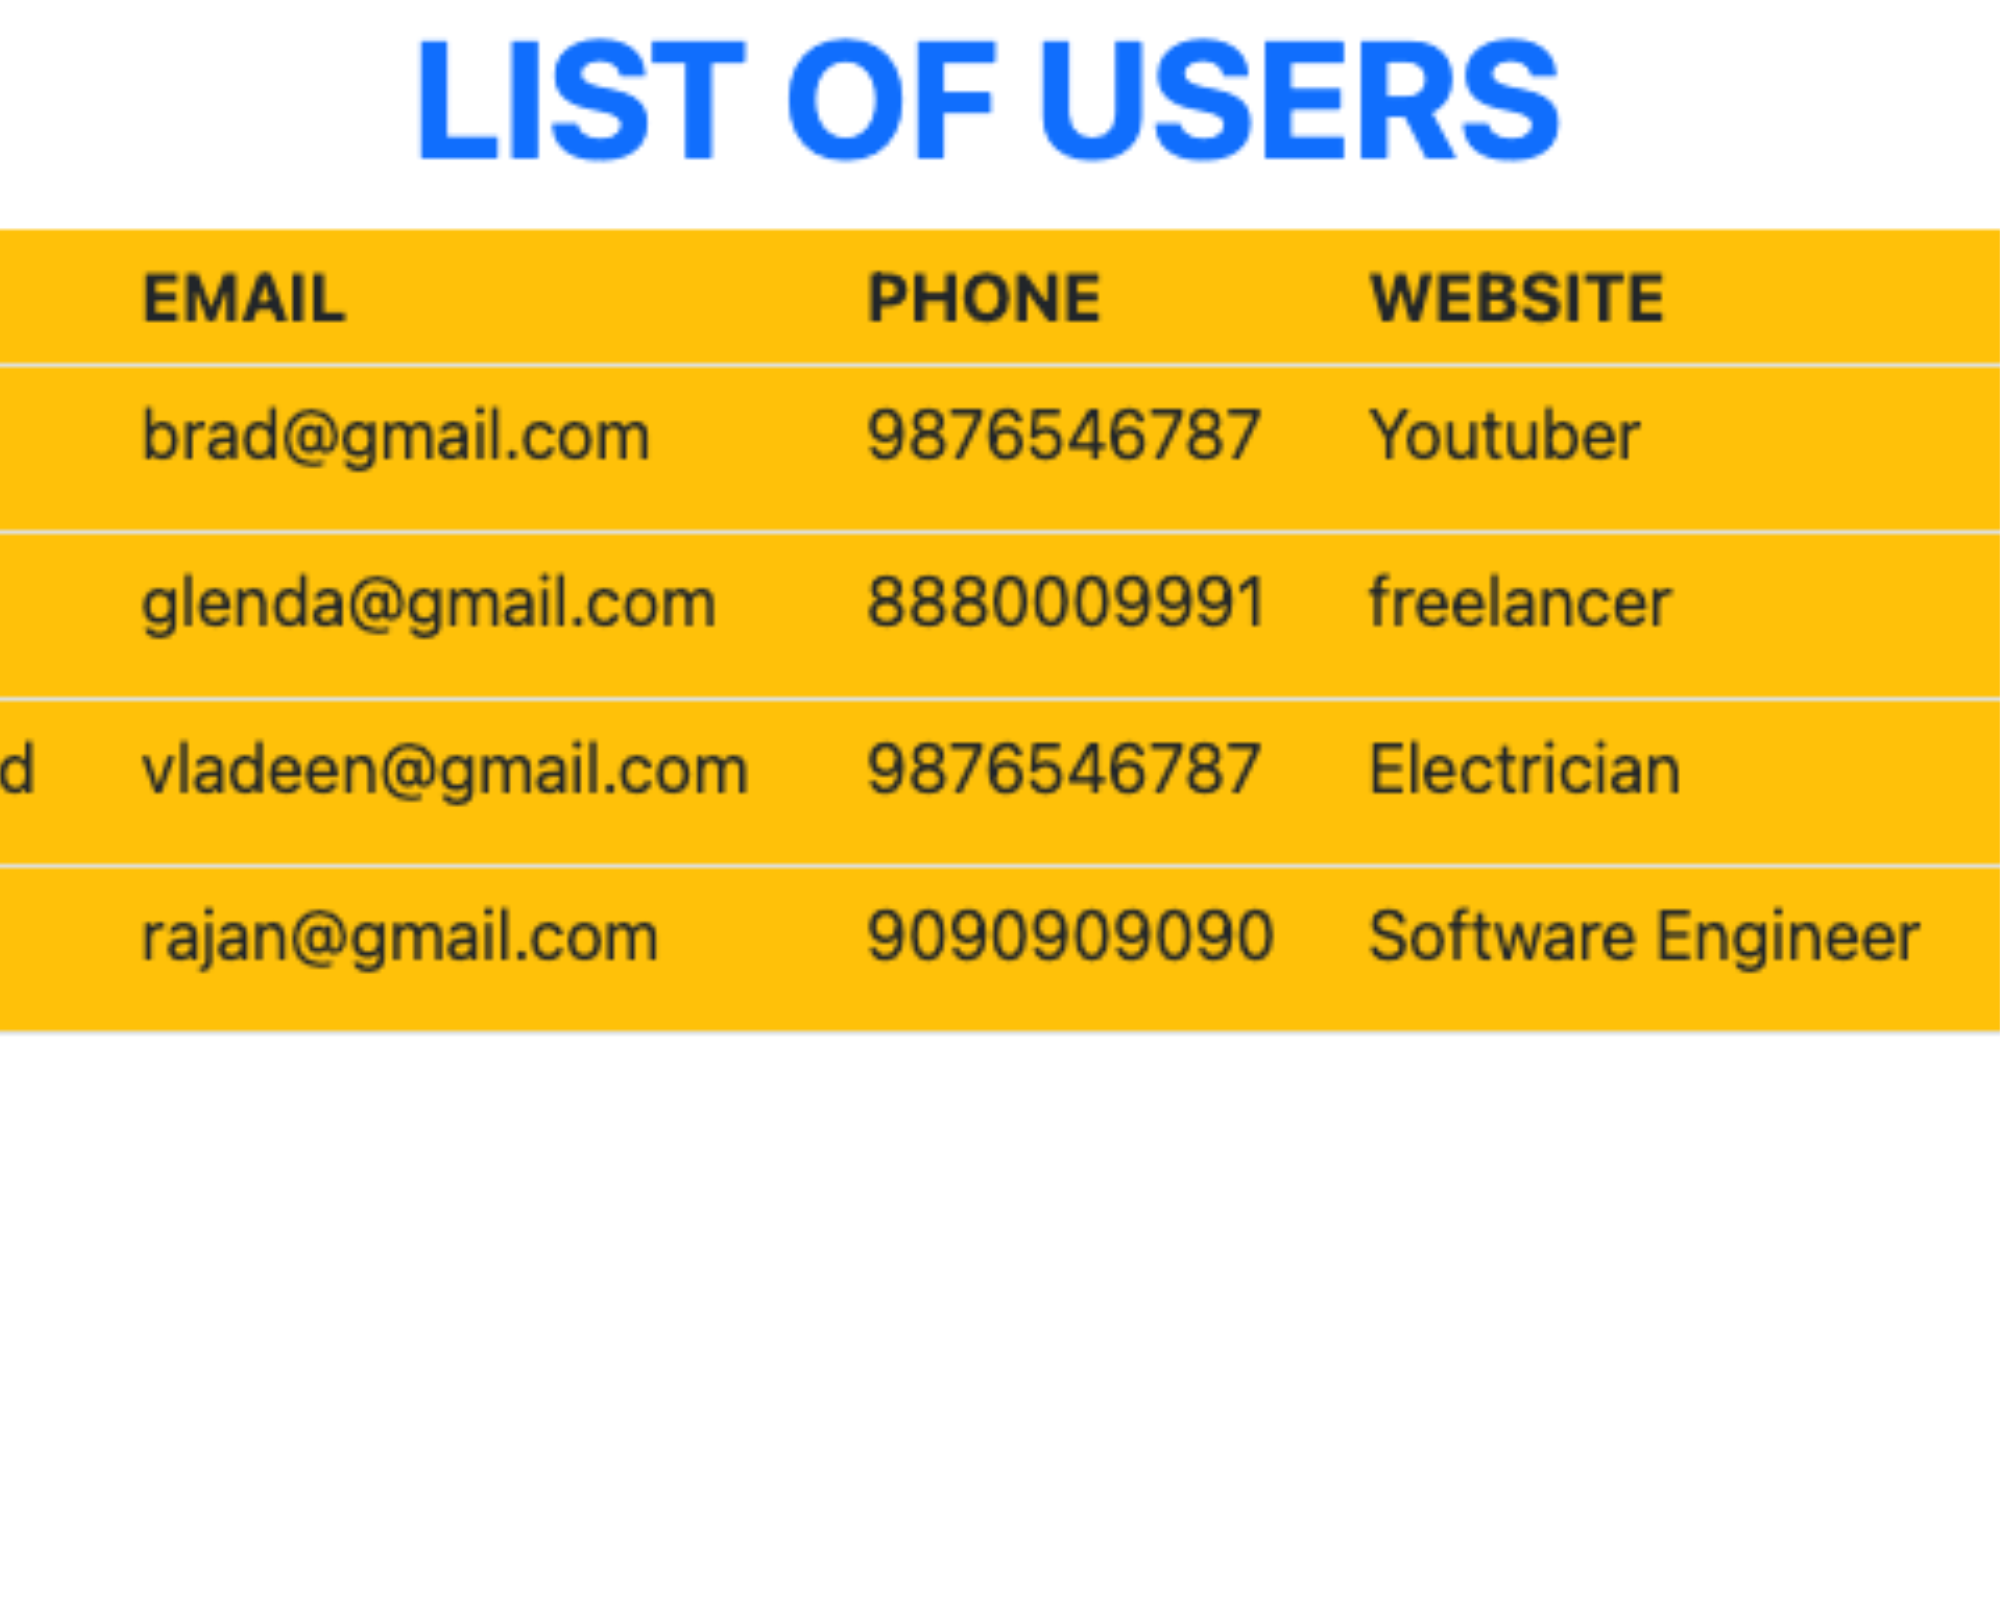 LIST OF USERS
EMAIL PHONE WEBSITE
brad@gmail.com 9876546787 Youtuber
glenda@gmail.com 8880009991 freelancer
d vladeen@gmail.com 9876546787 Electrician
rajan@gmail.com 9090909090 Software Engineer